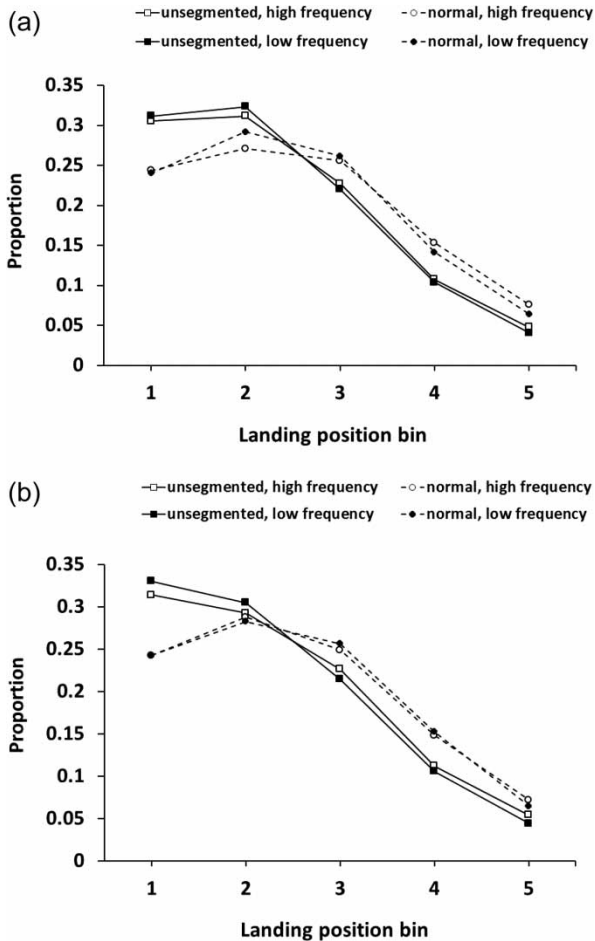 (a)
unsegmented, high frequency normal, high frequency
unsegmented, low frequency normal, low frequency
0.35
0.3
0.25
0.2
0.15
0.1
0.05
0
Proportion
1 2 3 4 5
Landing position bin
(b)
unsegmented, high frequency normal, high frequency
unsegmented, low frequency normal, low frequency
0.35
0.3
0.25
0.2
0.15
0.1
0.05
0
Proportion
1 2 3 4 5
Landing position bin